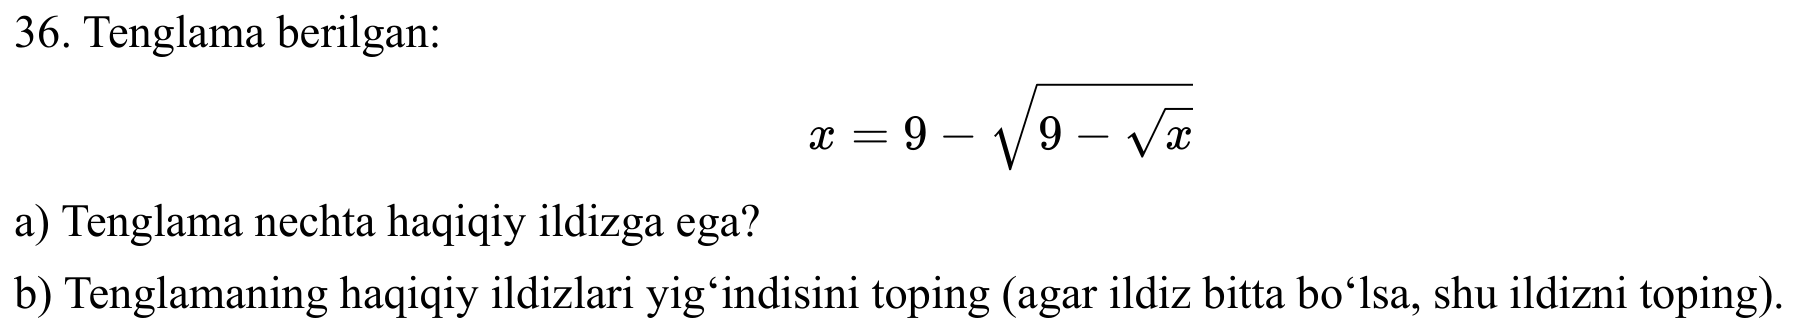 36. Tenglama berilgan:
x = 9 − √(9 − √x)
a) Tenglama nechta haqiqiy ildizga ega?
b) Tenglamaning haqiqiy ildizlari yig‘indisini toping (agar ildiz bitta bo‘lsa, shu ildizni toping).